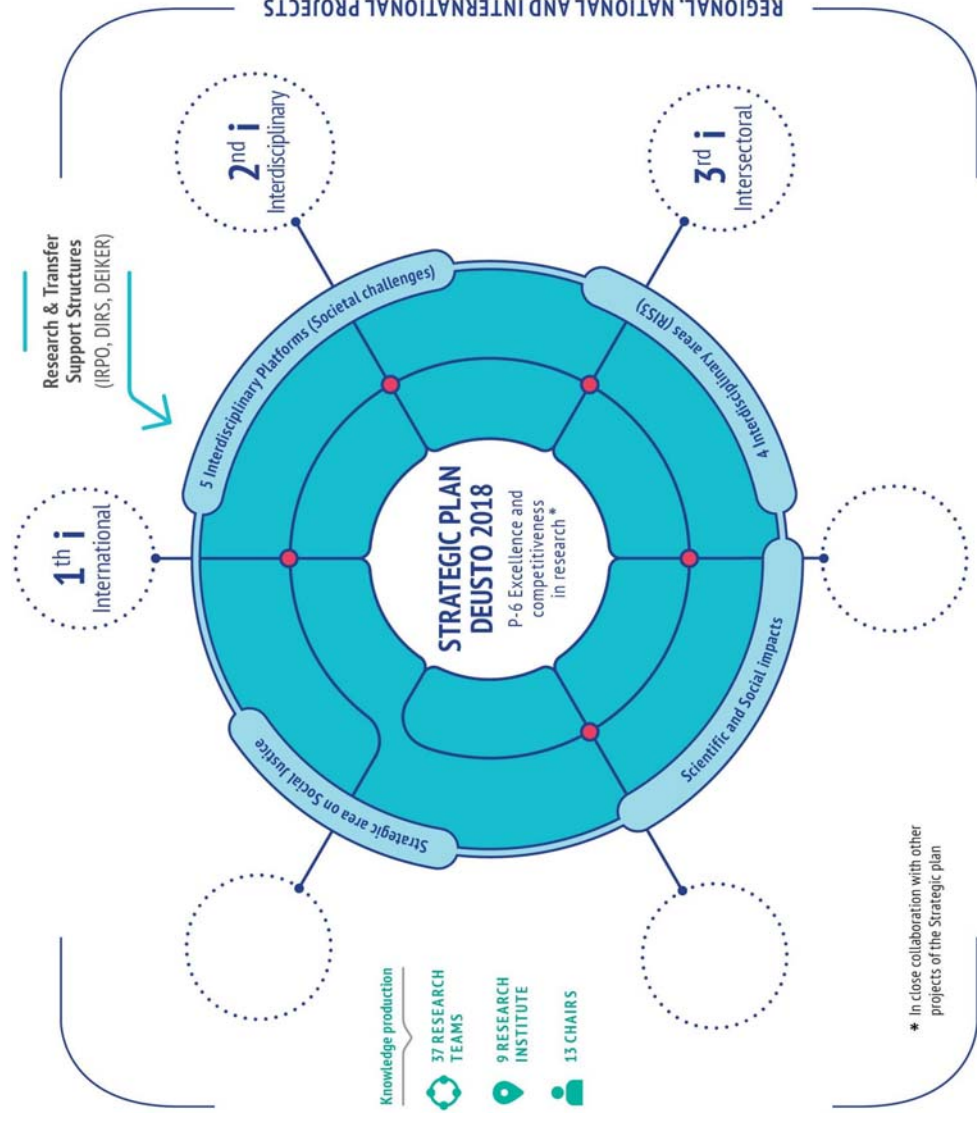 Research & Transfer
Support Structures
(IRPO, DIRS, DEIKER)
REGIONAL, NATIONAL AND INTERNATIONAL PROJECTS
1th i
International
2nd i
Interdisciplinary
3rd i
Intersectoral
5 Interdisciplinary Platforms (Societal challenges)
4 Interdisciplinary areas (RIS3)
Scientific and Social impacts
Strategic area on Social Justice
STRATEGIC PLAN
DEUSTO 2018
P-6 Excellence and
competitiveness
in research *
Knowledge production
37 RESEARCH
TEAMS
9 RESEARCH
INSTITUTE
13 CHAIRS
* In close collaboration with other
projects of the Strategic plan